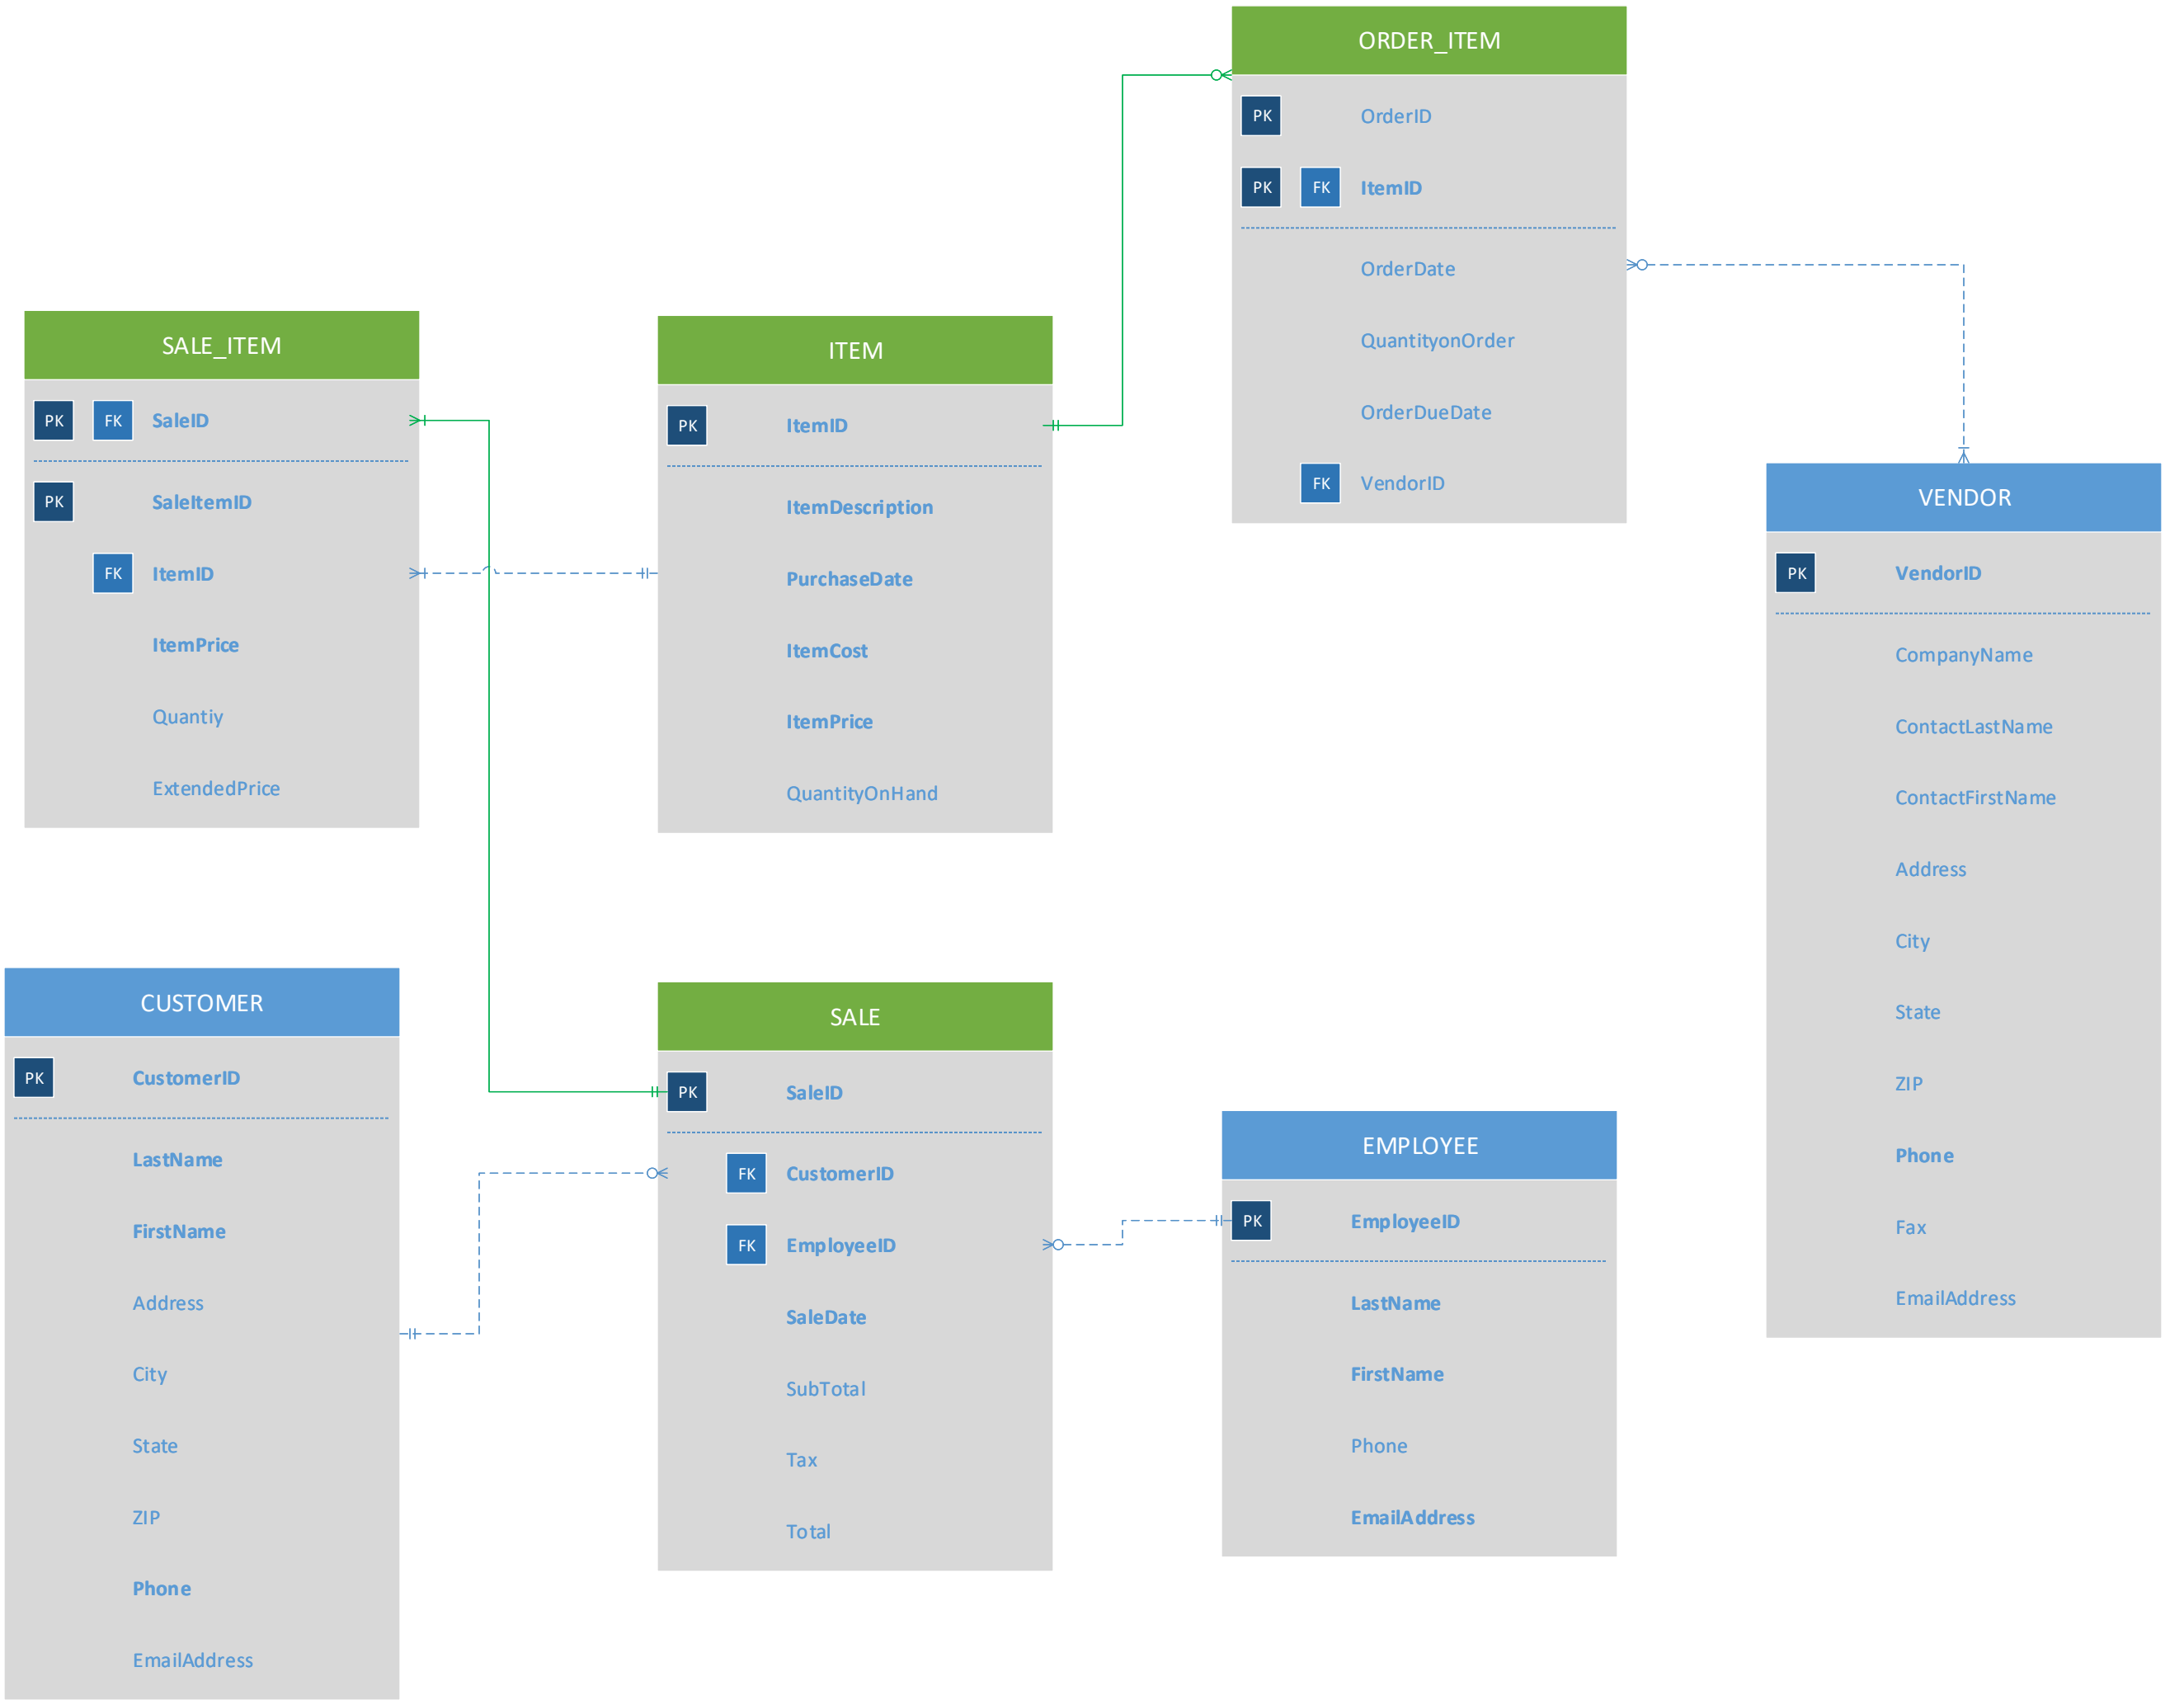 ORDER_ITEM
PK OrderID
PK FK ItemID
OrderDate
QuantityonOrder
OrderDueDate
FK VendorID
SALE_ITEM
PK FK SaleID
PK SaleItemID
FK ItemID
ItemPrice
Quantiy
ExtendedPrice
ITEM
PK ItemID
ItemDescription
PurchaseDate
ItemCost
ItemPrice
QuantityOnHand
VENDOR
PK VendorID
CompanyName
ContactLastName
ContactFirstName
Address
City
State
ZIP
Phone
Fax
EmailAddress
CUSTOMER
PK CustomerID
LastName
FirstName
Address
City
State
ZIP
Phone
EmailAddress
SALE
PK SaleID
FK CustomerID
FK EmployeeID
SaleDate
SubTotal
Tax
Total
EMPLOYEE
PK EmployeeID
LastName
FirstName
Phone
EmailAddress